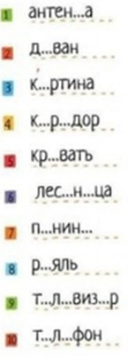 1 антен...а
2 д...ван
3 к...ртина
4 к...р...дор
5 кр...вать
6 лес...н...ца
7 п...нин...
8 р...яль
9 т...л...виз...р
10 т...л...фон